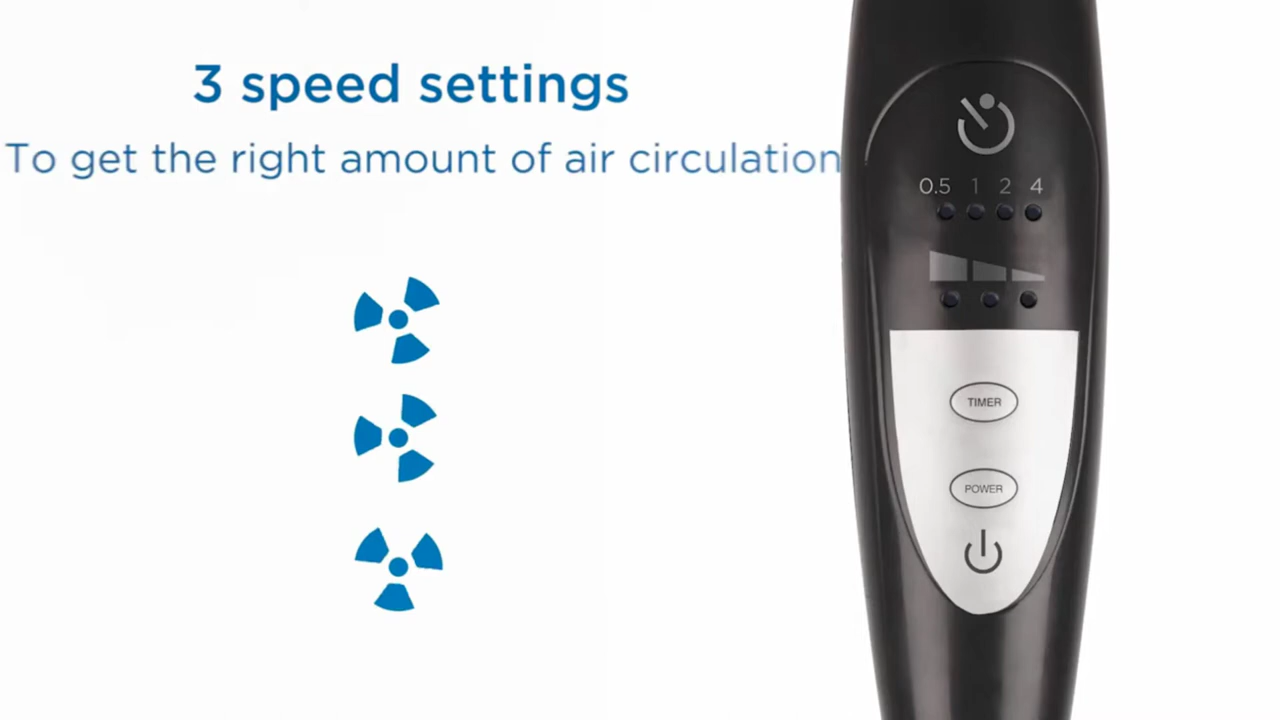 3 speed settings
To get the right amount of air circulation
0.5 1 2 4
TIMER
POWER